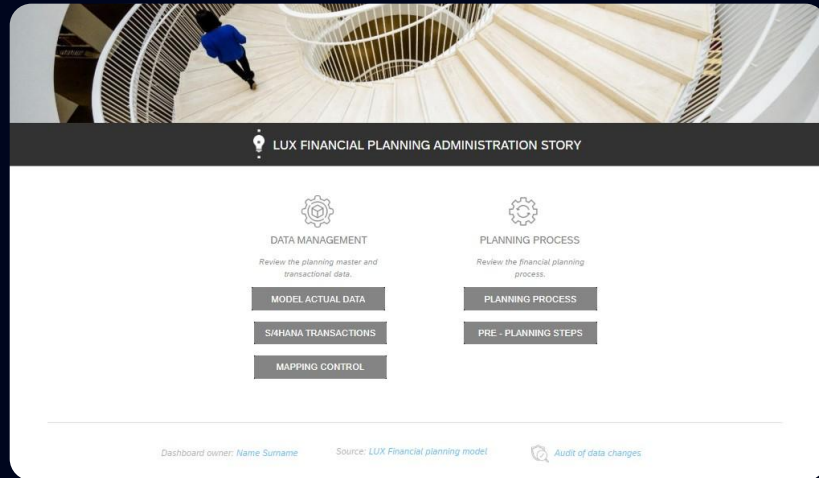 LUX FINANCIAL PLANNING ADMINISTRATION STORY
DATA MANAGEMENT
Review the planning master and
transactional data.
MODEL ACTUAL DATA
S/4HANA TRANSACTIONS
MAPPING CONTROL
PLANNING PROCESS
Review the financial planning
process.
PLANNING PROCESS
PRE - PLANNING STEPS
Dashboard owner: Name Surname
Source: LUX Financial planning model
Audit of data changes